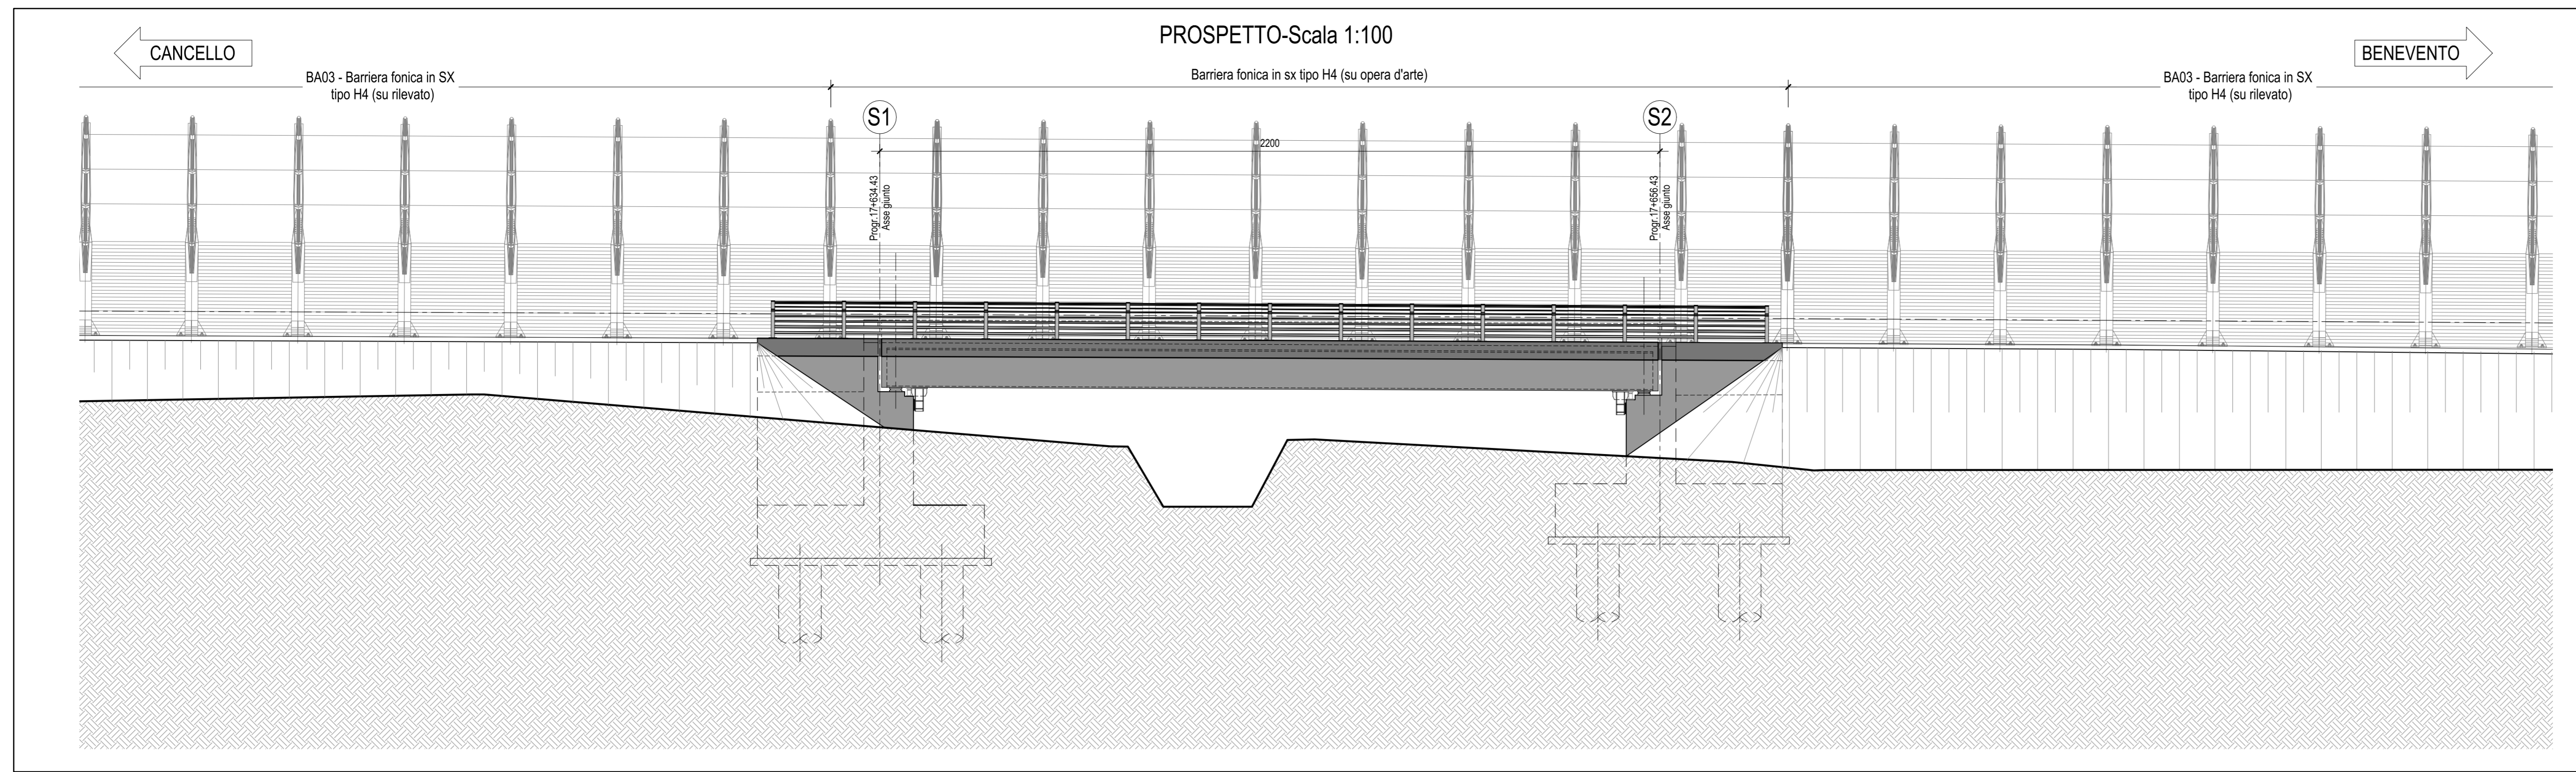 PROSPETTO-Scala 1:100
CANCELLO
BENEVENTO
BA03 - Barriera fonica in SX
tipo H4 (su rilevato)
Barriera fonica in sx tipo H4 (su opera d'arte)
BA03 - Barriera fonica in SX
tipo H4 (su rilevato)
S1
S2
2200
Progr.17+634.43
Asse giunto
Progr.17+656.43
Asse giunto